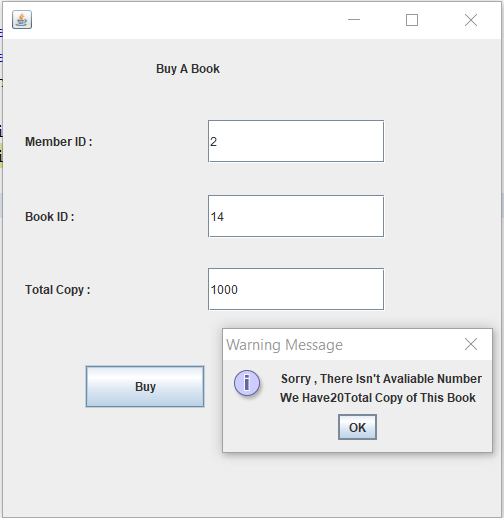 Buy A Book
Member ID :
2
Book ID :
14
Total Copy :
1000
Warning Message
Sorry , There Isn't Avaliable Number
We Have20Total Copy of This Book
Buy
OK